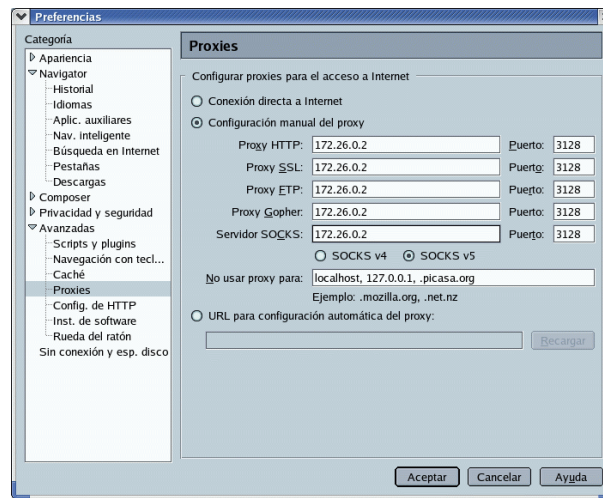 Preferencias
Categoría
Apariencia
Navigator
Historial
Idiomas
Aplic. auxiliares
Nav. inteligente
Búsqueda en Internet
Pestañas
Descargas
Composer
Privacidad y seguridad
Avanzadas
Scripts y plugins
Navegación con tecl...
Caché
Proxies
Config. de HTTP
Inst. de software
Rueda del ratón
Sin conexión y esp. disco
Proxies
Configurar proxies para el acceso a Internet
Conexión directa a Internet
Configuración manual del proxy
Proxy HTTP: 172.26.0.2 Puerto: 3128
Proxy SSL: 172.26.0.2 Puerto: 3128
Proxy FTP: 172.26.0.2 Puerto: 3128
Proxy Gopher: 172.26.0.2 Puerto: 3128
Servidor SOCKS: 172.26.0.2 Puerto: 3128
SOCKS v4 SOCKS v5
No usar proxy para: localhost, 127.0.0.1, .picasa.org
Ejemplo: .mozilla.org, .net.nz
URL para configuración automática del proxy:
Recargar
Aceptar Cancelar Ayuda